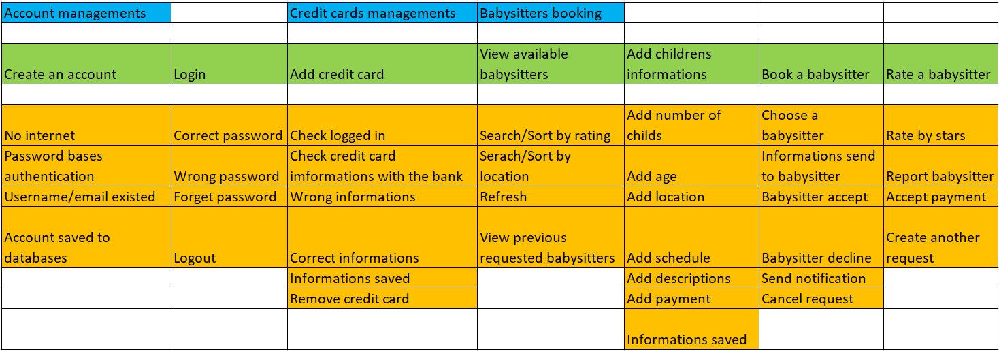 Account managements
Credit cards managements
Babysitters booking
Create an account
Login
Add credit card
View available
babysitters
Add childrens
informations
Book a babysitter
Rate a babysitter
No internet
Correct password
Check logged in
Search/Sort by rating
Add number of
childs
Choose a
babysitter
Rate by stars
Password bases
authentication
Wrong password
Check credit card
imformations with the bank
Serach/Sort by
location
Add age
Informations send
to babysitter
Report babysitter
Username/email existed
Forget password
Wrong informations
Refresh
Add location
Babysitter accept
Accept payment
Account saved to
databases
Logout
Correct informations
View previous
requested babysitters
Add schedule
Babysitter decline
Create another
request
Informations saved
Add descriptions
Send notification
Remove credit card
Add payment
Cancel request
Informations saved